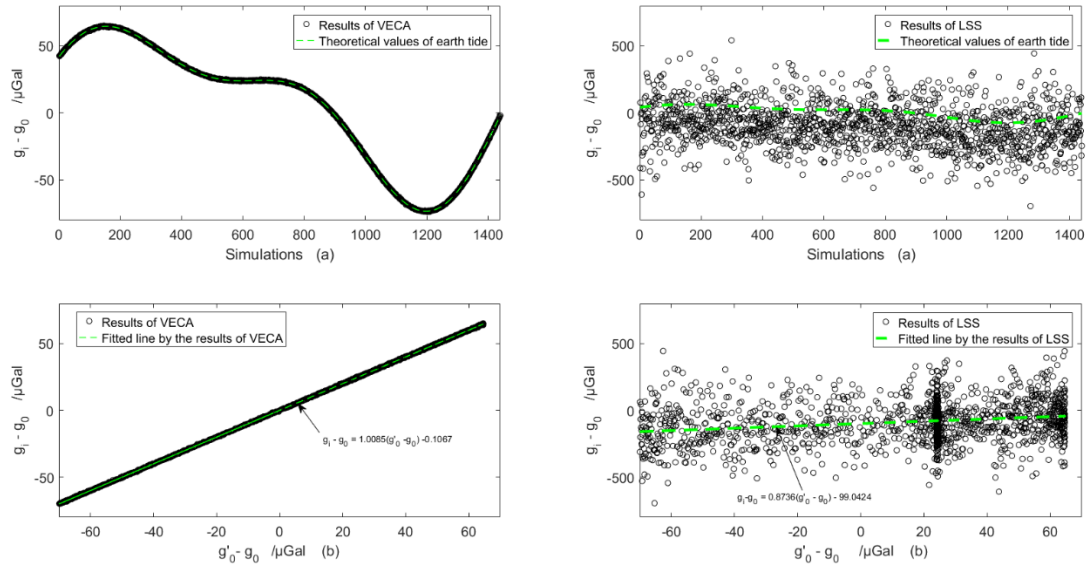 Results of VECA
Theoretical values of earth tide
50
0
-50
g_i - g_0 /μGal
0 200 400 600 800 1000 1200 1400
Simulations (a)
Results of LSS
Theoretical values of earth tide
500
0
-500
g_i - g_0 /μGal
0 200 400 600 800 1000 1200 1400
Simulations (a)
Results of VECA
Fitted line by the results of VECA
50
0
-50
g_i - g_0 /μGal
g_i - g_0 = 1.0085(g'_0 - g_0) -0.1067
-60 -40 -20 0 20 40 60
g'_0 - g_0 /μGal (b)
Results of LSS
Fitted line by the results of LSS
500
0
-500
g_i - g_0 /μGal
g_i-g_0 = 0.8736(g'_0 - g_0) - 99.0424
-60 -40 -20 0 20 40 60
g'_0 - g_0 /μGal (b)